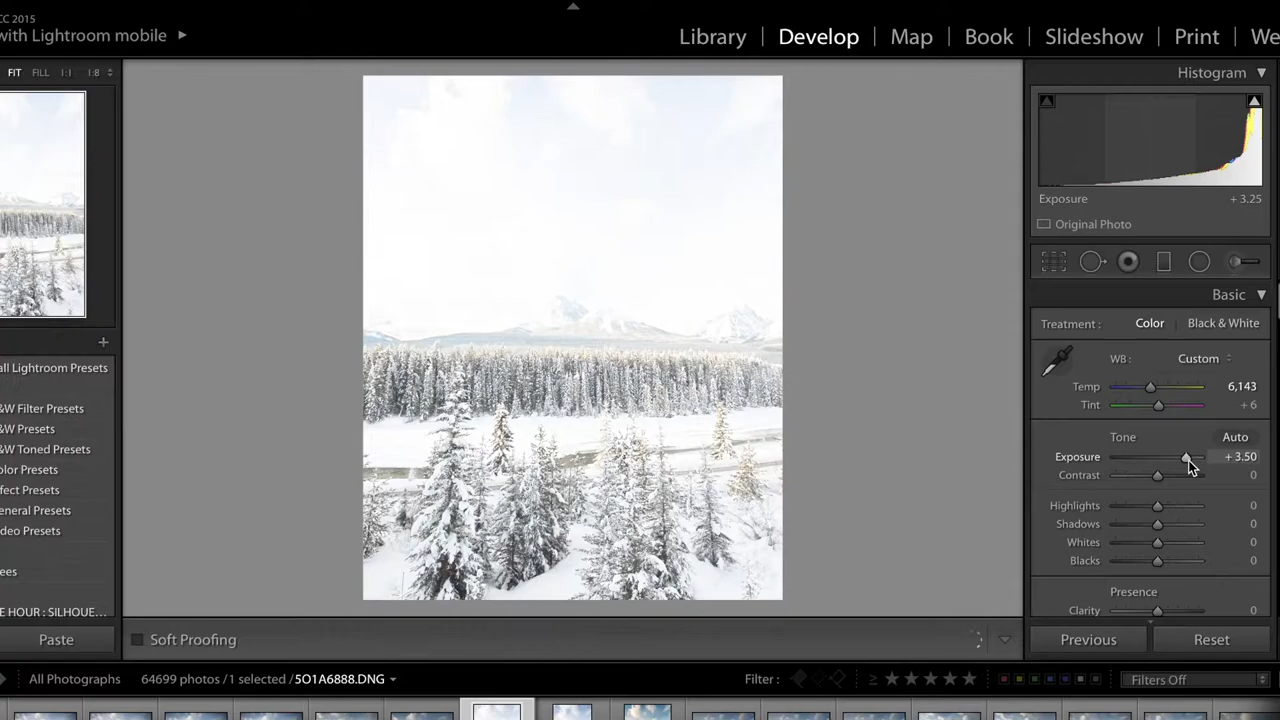 CC 2015
with Lightroom mobile
Library | Develop | Map | Book | Slideshow | Print | We
FIT FILL 1:1 1:8
Histogram
Exposure + 3.25
Original Photo
Basic
Treatment : Color Black & White
WB : Custom
Temp 6,143
Tint + 6
Tone Auto
Exposure + 3.50
Contrast 0
Highlights 0
Shadows 0
Whites 0
Blacks 0
Presence
Clarity 0
Previous Reset
all Lightroom Presets
&W Filter Presets
&W Presets
&W Toned Presets
olor Presets
ffect Presets
eneral Presets
ideo Presets
ees
E HOUR : SILHOUE...
Paste
Soft Proofing
All Photographs 64699 photos / 1 selected / 5O1A6888.DNG
Filter : ≥ ★★★★★ Filters Off